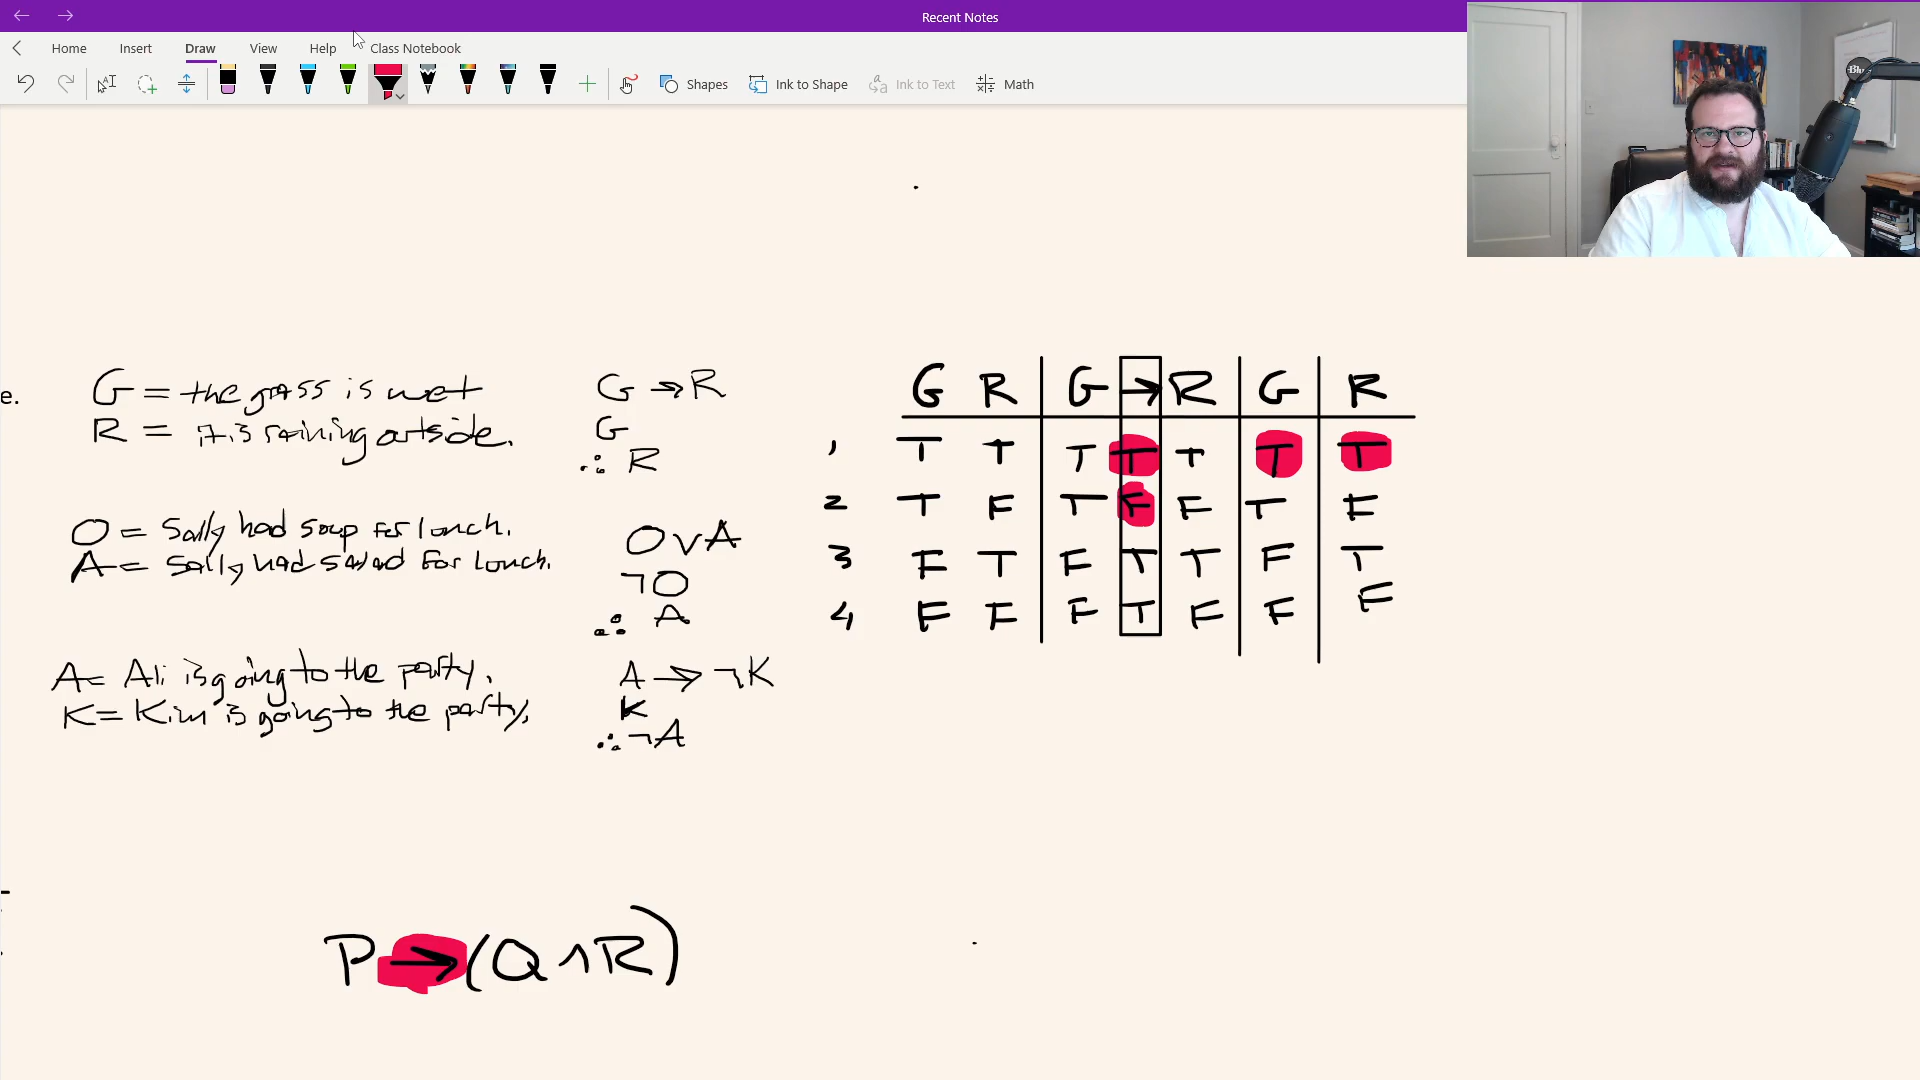 Recent Notes
Home Insert Draw View Help Class Notebook
Shapes Ink to Shape Ink to Text Math
Blu
e.
G = the grass is wet
R = it is raining outside.
G → R
G
∴ R
O = Sally had soup for lunch.
A = Sally had salad for lunch.
O ∨ A
¬O
∴ A
A = Ali is going to the party.
K = Kim is going to the party.
A → ¬K
K
∴ ¬A
G R G → R G R
1 T T T T T T T
2 T F T F F T F
3 F T F T T F T
4 F F F T F F F
P → (Q ∧ R)